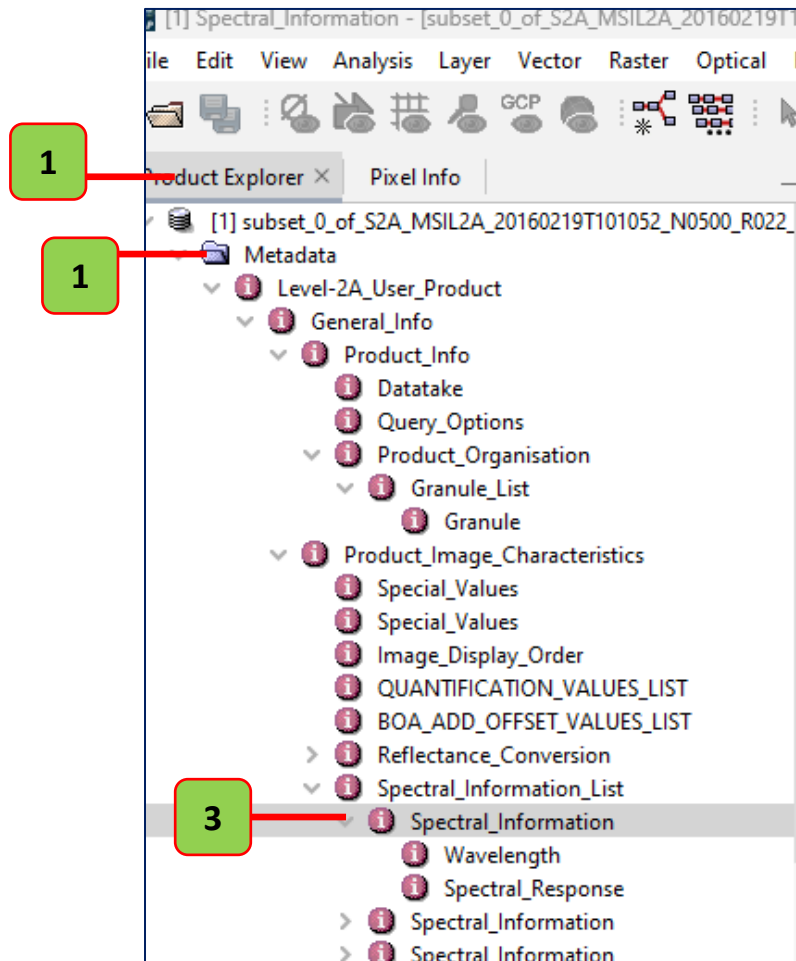 [1] Spectral_Information - [subset_0_of_S2A_MSIL2A_20160219T1
ile Edit View Analysis Layer Vector Raster Optical
GCP
1
Product Explorer × Pixel Info
[1] subset_0_of_S2A_MSIL2A_20160219T101052_N0500_R022_
1
Metadata
Level-2A_User_Product
General_Info
Product_Info
Datatake
Query_Options
Product_Organisation
Granule_List
Granule
Product_Image_Characteristics
Special_Values
Special_Values
Image_Display_Order
QUANTIFICATION_VALUES_LIST
BOA_ADD_OFFSET_VALUES_LIST
Reflectance_Conversion
Spectral_Information_List
3
Spectral_Information
Wavelength
Spectral_Response
Spectral_Information
Spectral_Information